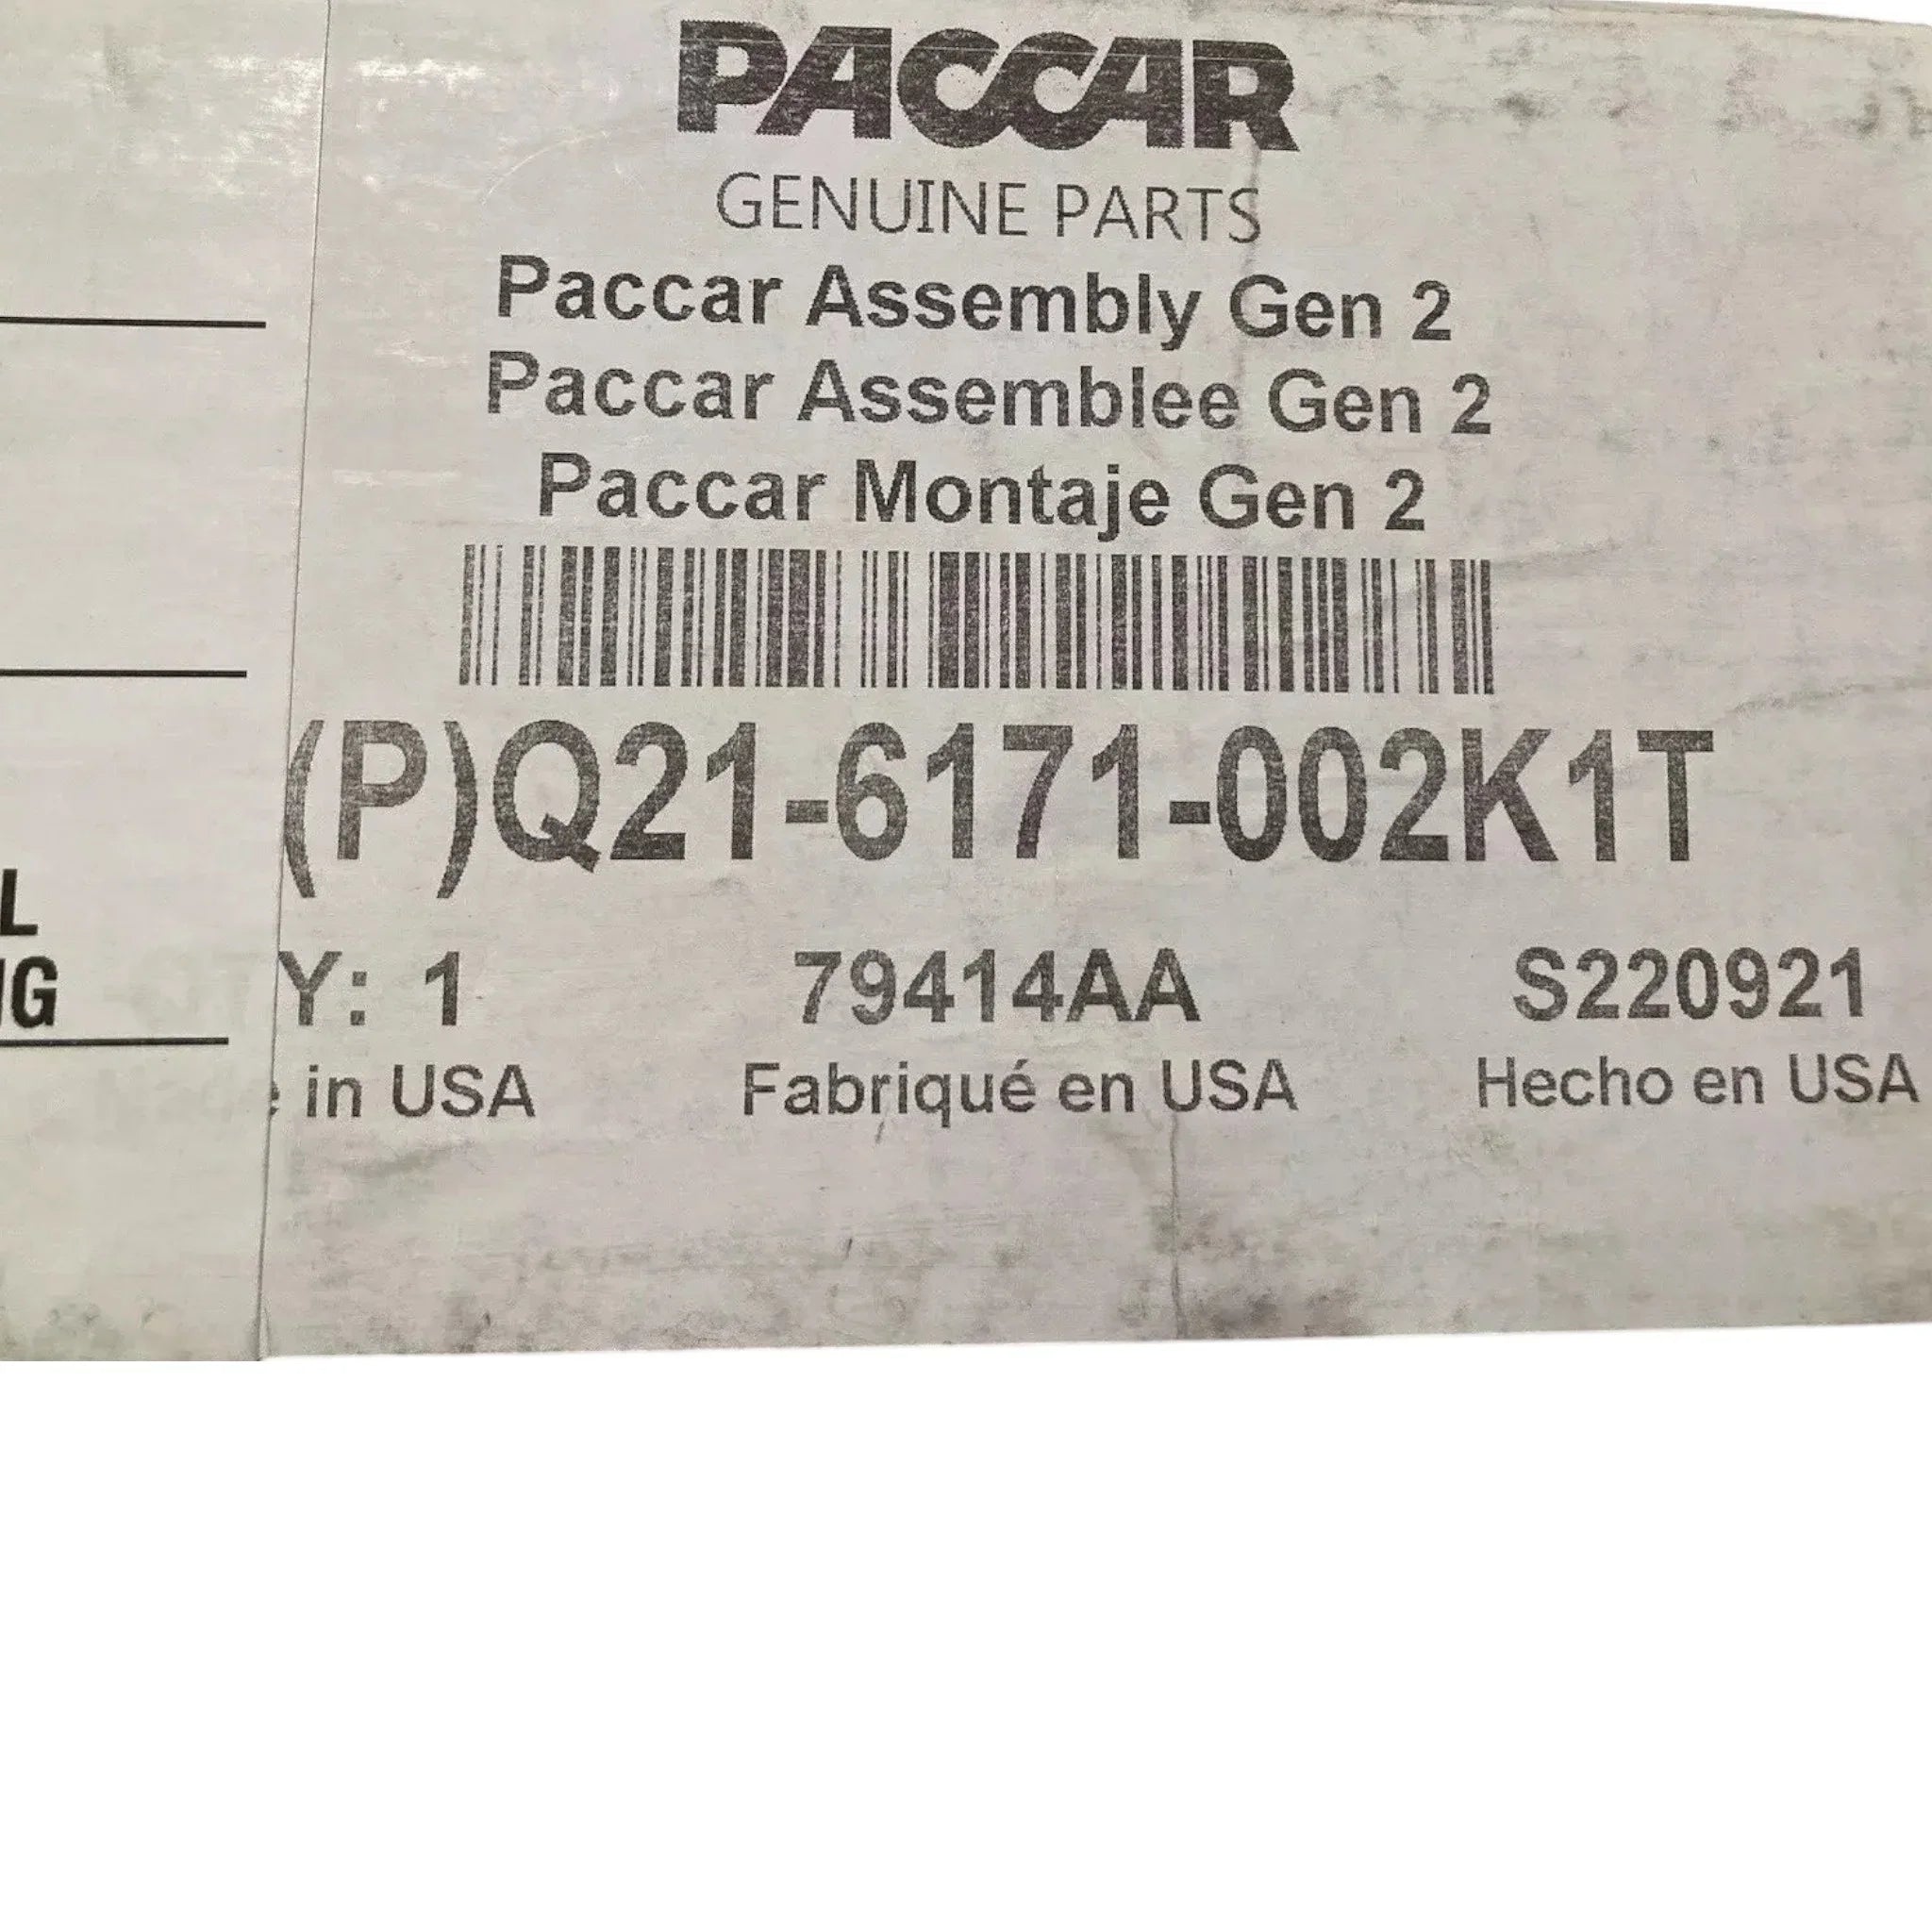 PACCAR
GENUINE PARTS
Paccar Assembly Gen 2
Paccar Assemblee Gen 2
Paccar Montaje Gen 2
(P)Q21-6171-002K1T
L
Y: 1 79414AA S220921
in USA Fabriqué en USA Hecho en USA